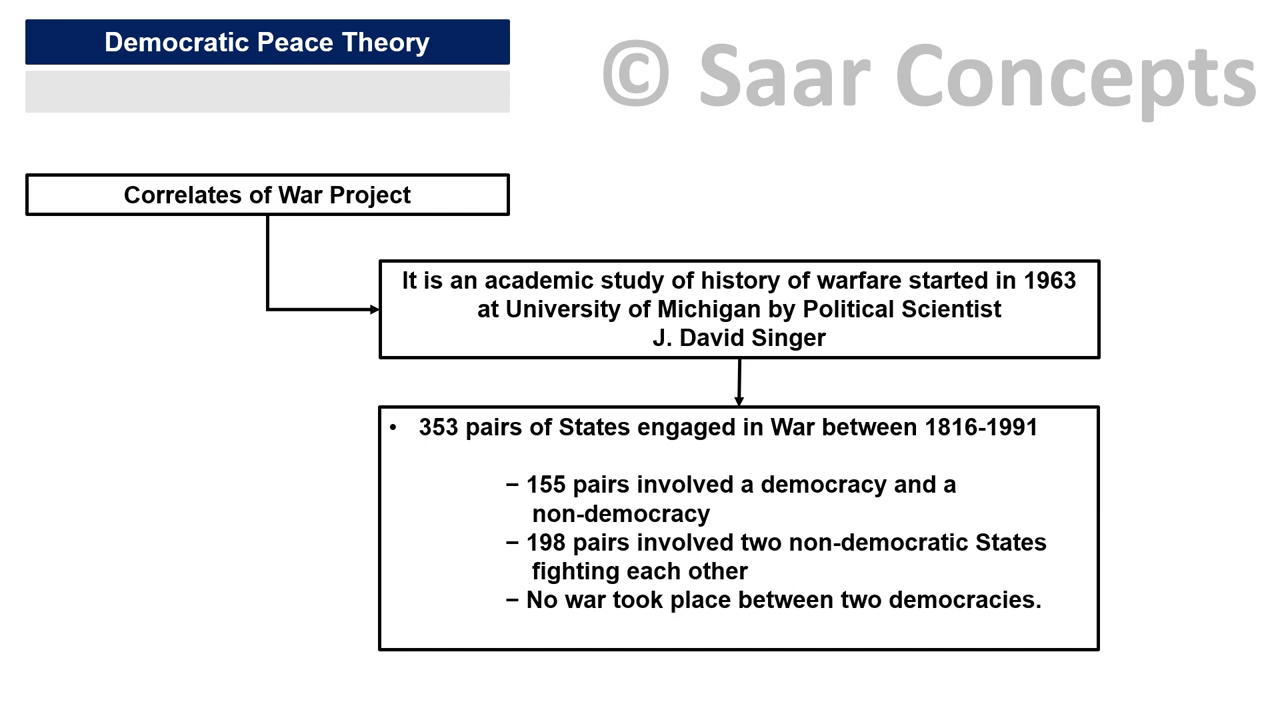 Democratic Peace Theory
© Saar Concepts
Correlates of War Project
It is an academic study of history of warfare started in 1963
at University of Michigan by Political Scientist
J. David Singer
• 353 pairs of States engaged in War between 1816-1991
− 155 pairs involved a democracy and a
non-democracy
− 198 pairs involved two non-democratic States
fighting each other
− No war took place between two democracies.